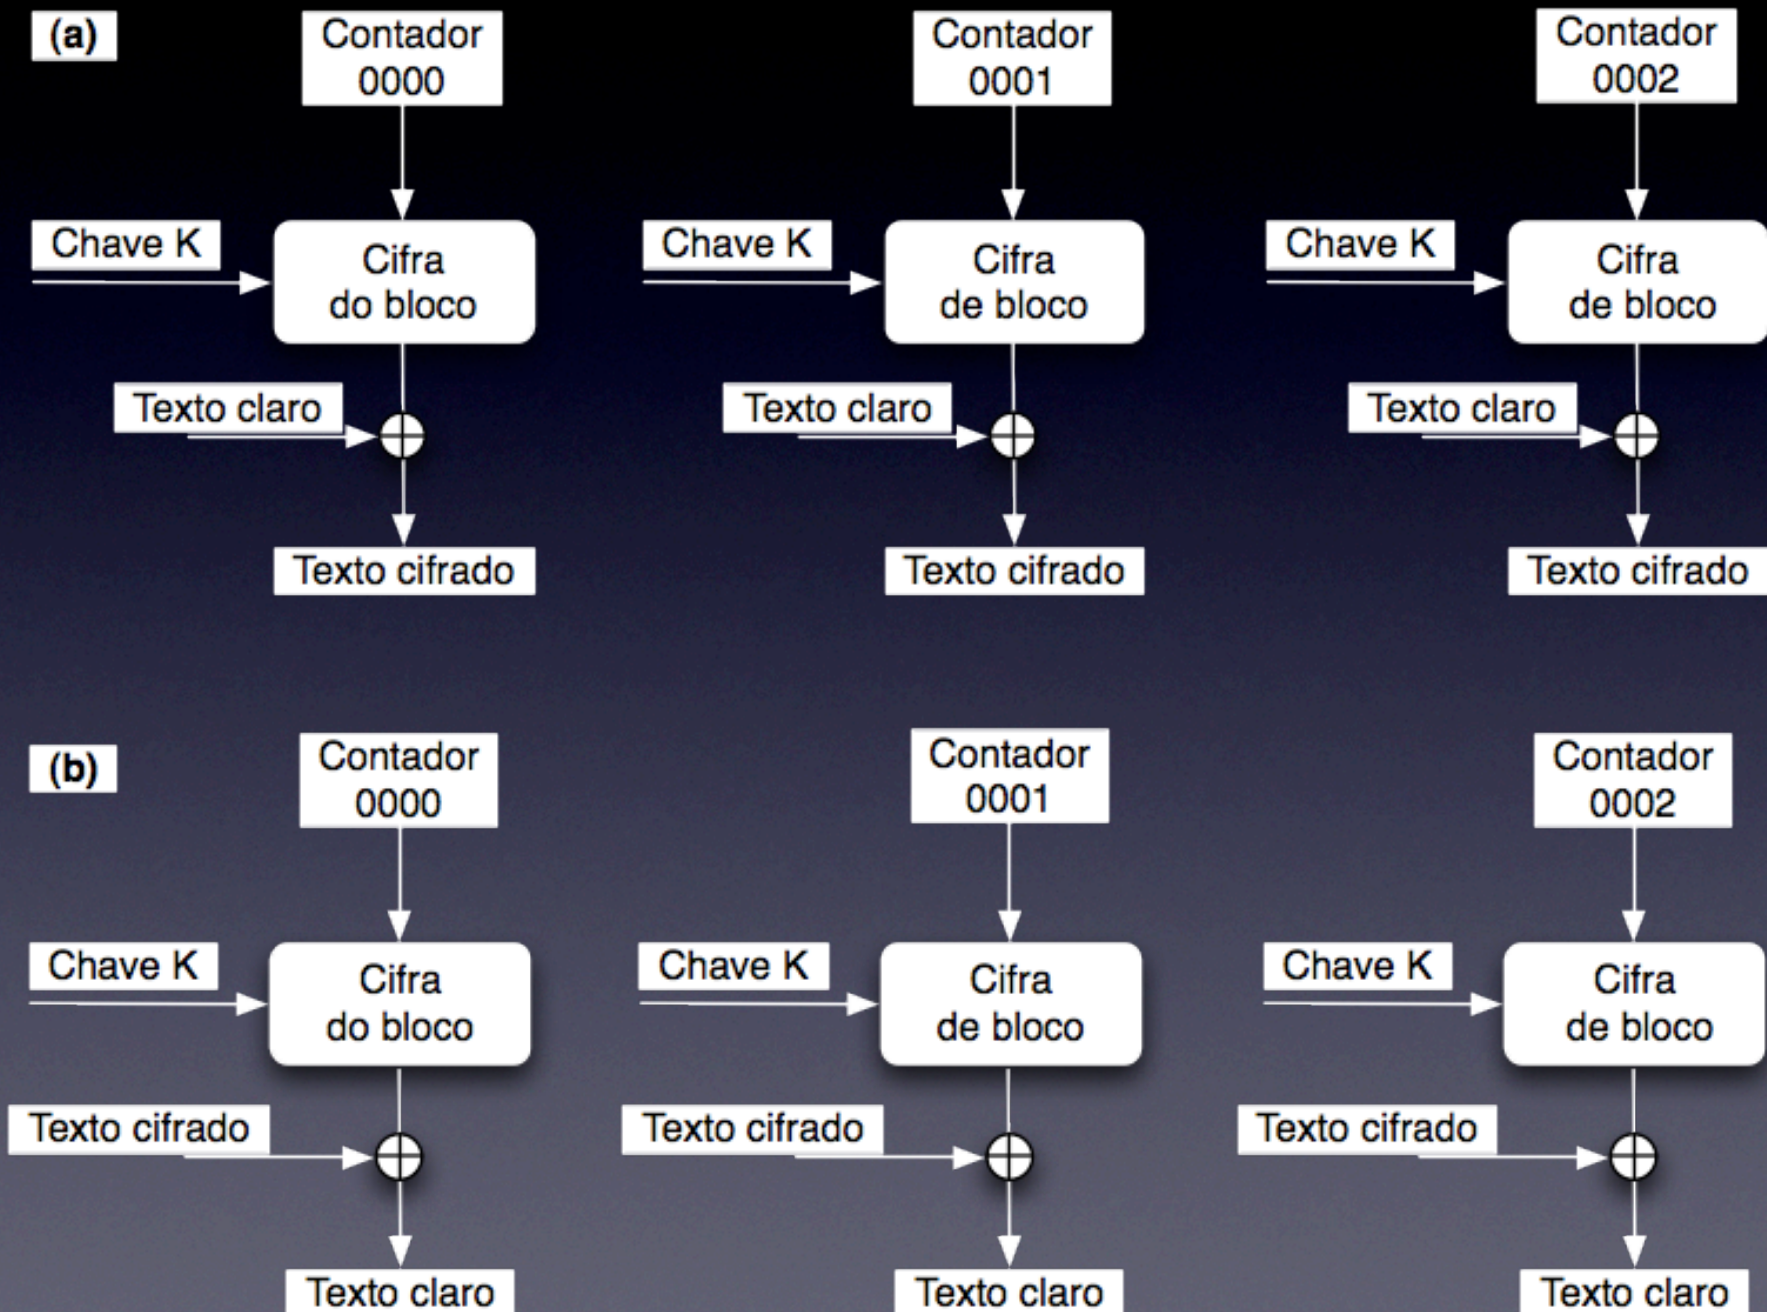 (a)
Contador
0000
Contador
0001
Contador
0002
Chave K
Cifra
do bloco
Chave K
Cifra
de bloco
Chave K
Cifra
de bloco
Texto claro
Texto claro
Texto claro
Texto cifrado
Texto cifrado
Texto cifrado
(b)
Contador
0000
Contador
0001
Contador
0002
Chave K
Cifra
do bloco
Chave K
Cifra
de bloco
Chave K
Cifra
de bloco
Texto cifrado
Texto cifrado
Texto cifrado
Texto claro
Texto claro
Texto claro